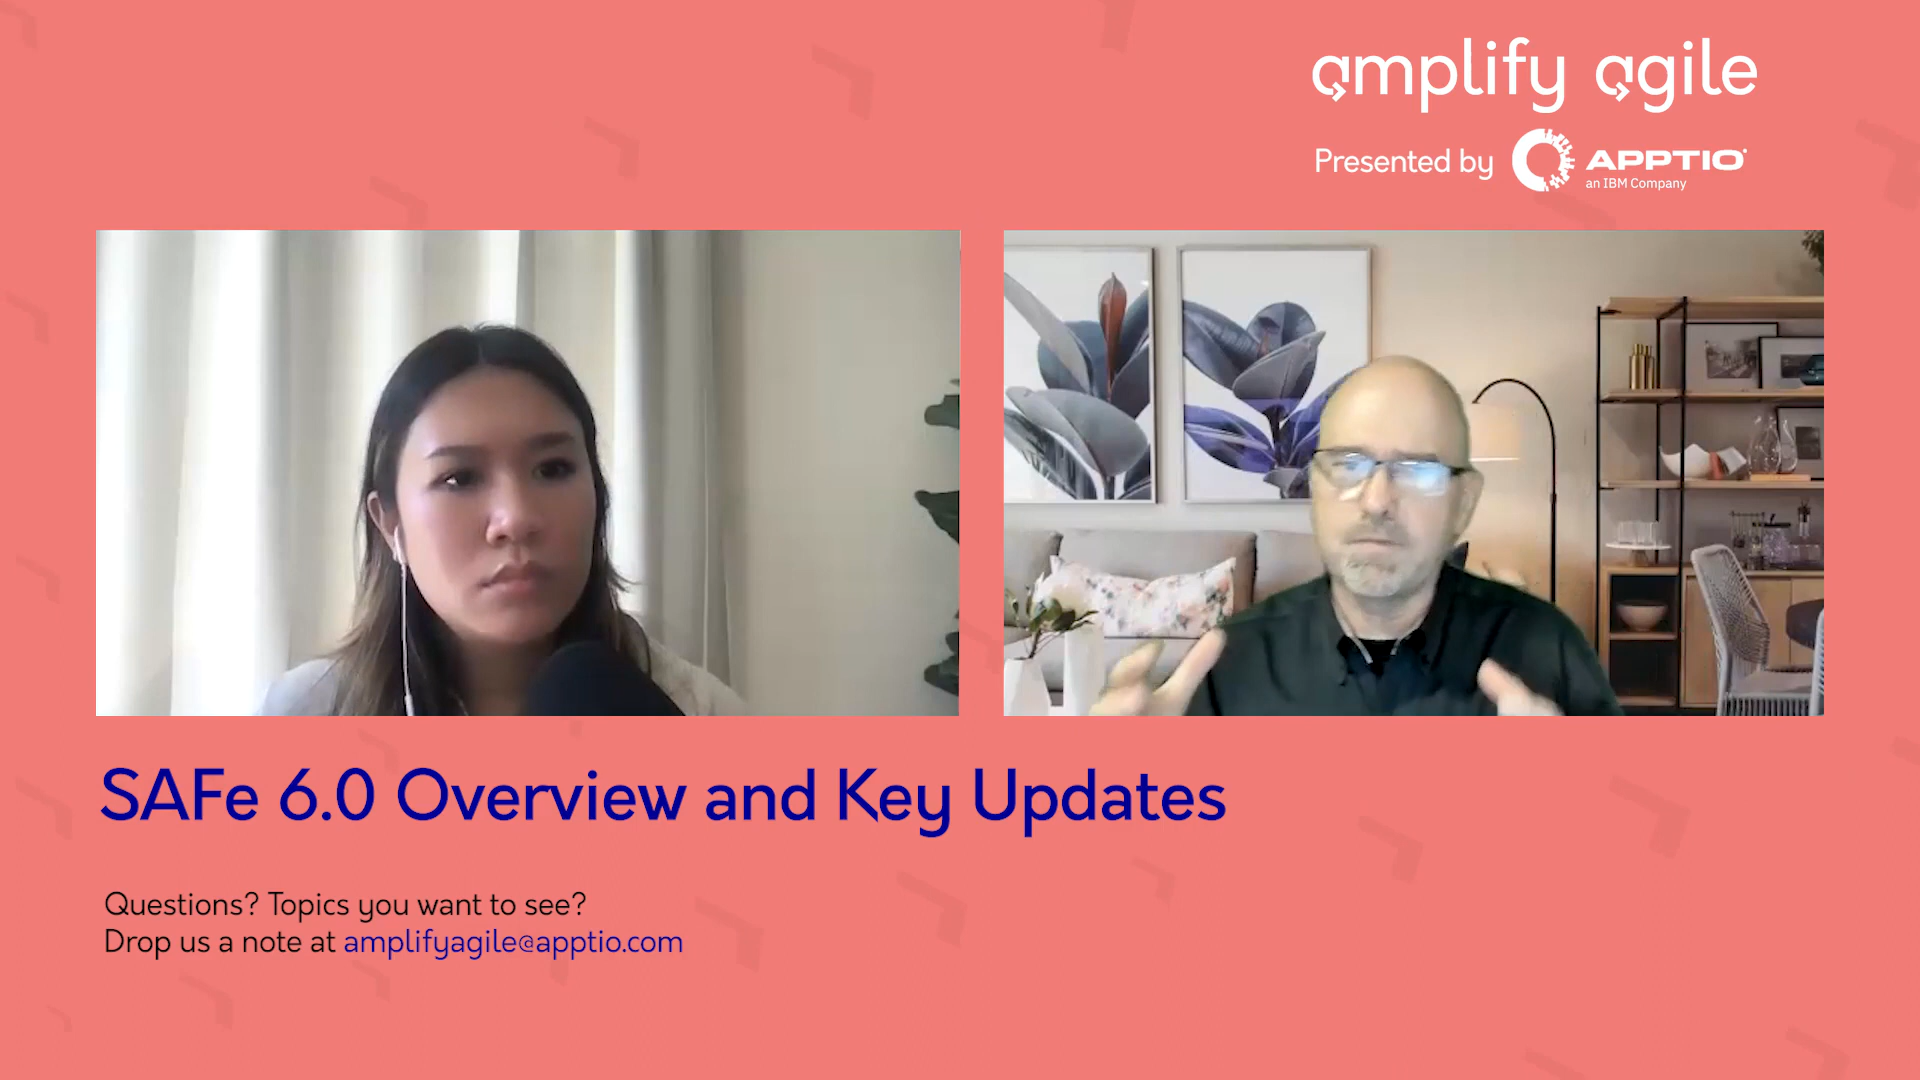 amplify agile
Presented by APPTIO
an IBM Company
SAFe 6.0 Overview and Key Updates
Questions? Topics you want to see?
Drop us a note at amplifyagile@apptio.com